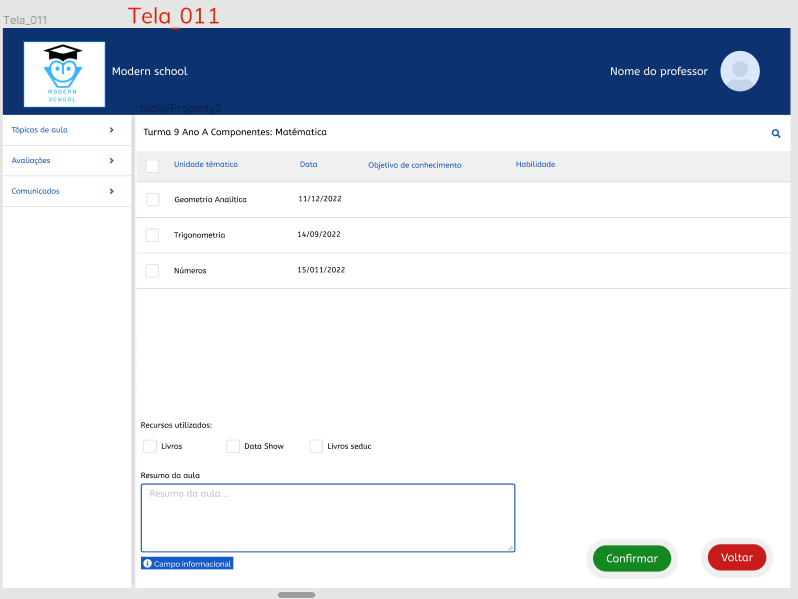 Tela_011
Tela_011
MODERN
SCHOOL
Modern school
Nome do professor
table/Property2
Tôpicos de aula
Avaliações
Comunicados
Turma 9 Ano A Componentes: Matématica
Unidade tématica Data Objetivo de conhecimento Habilidade
Geometria Analítica 11/12/2022
Trigonometria 14/09/2022
Números 15/011/2022
Recursos utilizados:
Livros Data Show Livros seduc
Resumo da aula
Resumo da aula...
Campo informacional
Confirmar Voltar